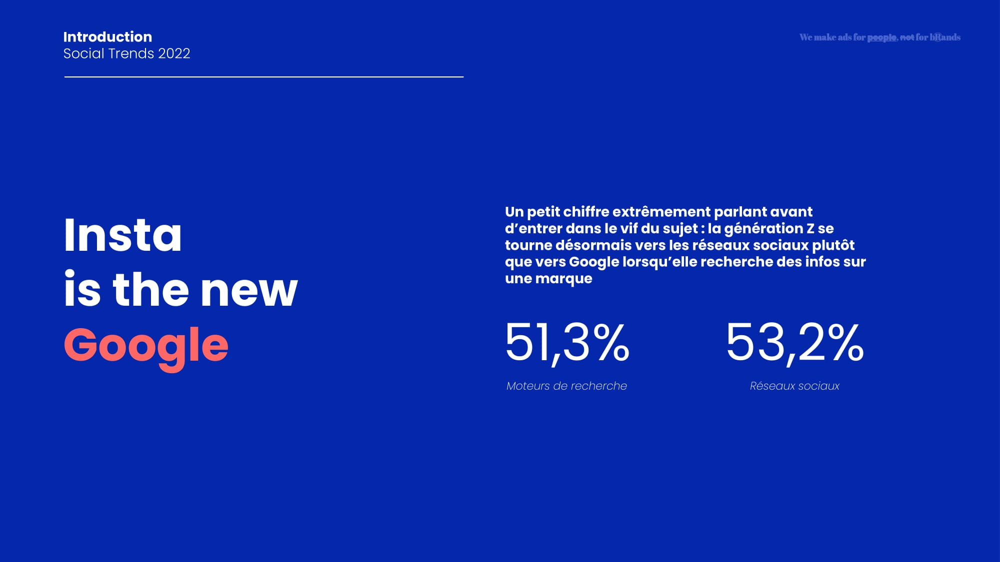 Introduction
Social Trends 2022
We make ads for people, not for bRands
Insta
is the new
Google
Un petit chiffre extrêmement parlant avant
d’entrer dans le vif du sujet : la génération Z se
tourne désormais vers les réseaux sociaux plutôt
que vers Google lorsqu’elle recherche des infos sur
une marque
51,3%
53,2%
Moteurs de recherche
Réseaux sociaux